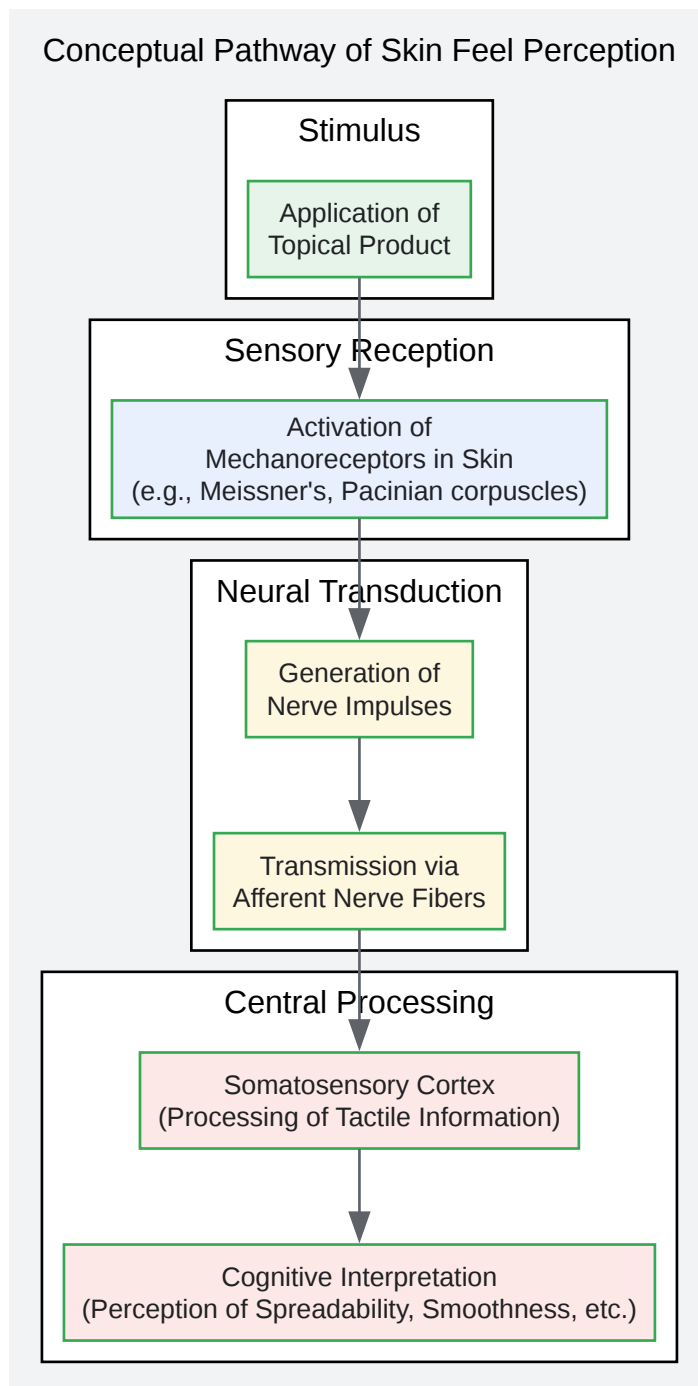 Conceptual Pathway of Skin Feel Perception
Stimulus
Application of
Topical Product
Sensory Reception
Activation of
Mechanoreceptors in Skin
(e.g., Meissner's, Pacinian corpuscles)
Neural Transduction
Generation of
Nerve Impulses
Transmission via
Afferent Nerve Fibers
Central Processing
Somatosensory Cortex
(Processing of Tactile Information)
Cognitive Interpretation
(Perception of Spreadability, Smoothness, etc.)